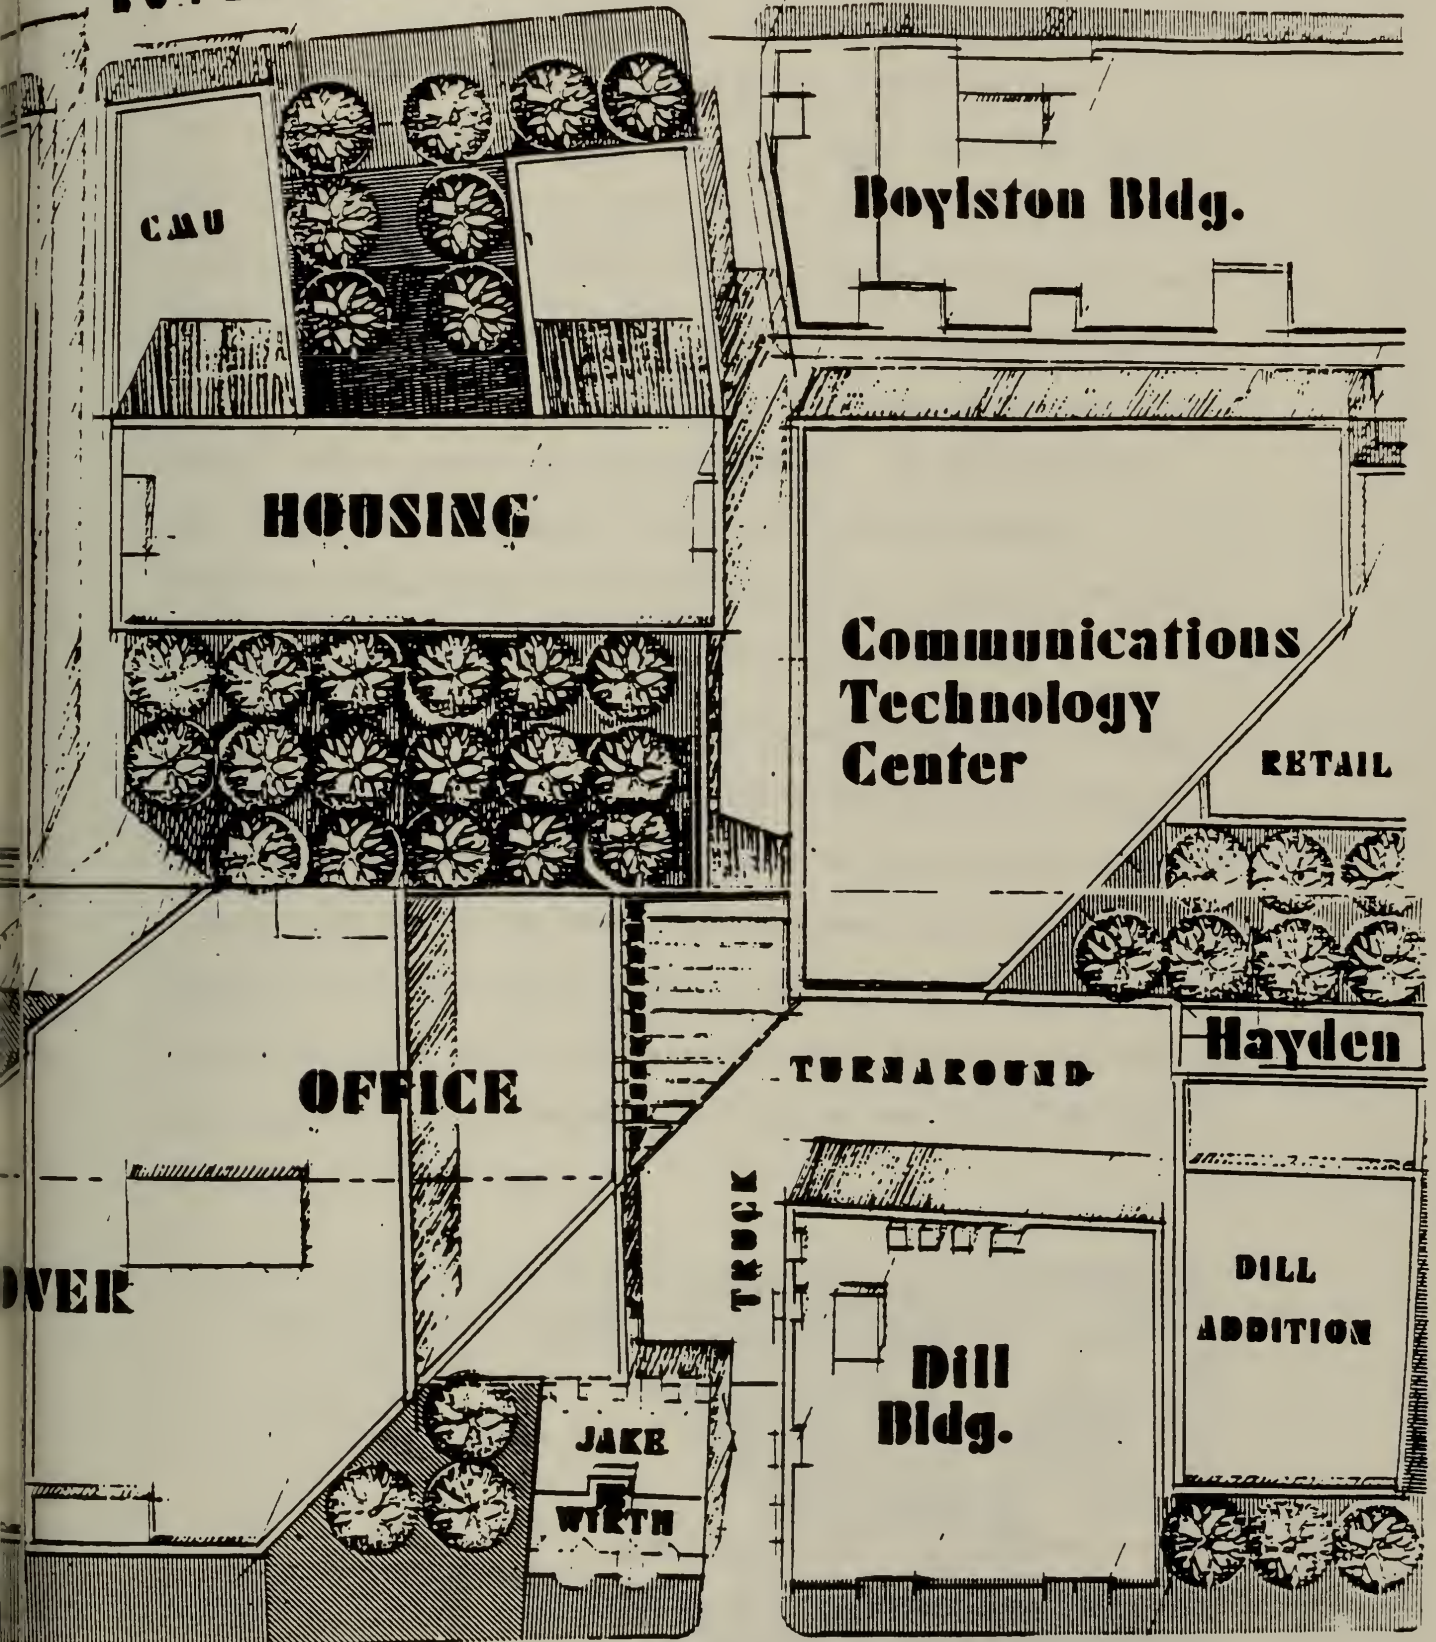 CMU
Boylston Bldg.
HOUSING
Communications
Technology
Center
RETAIL
Hayden
TURNAROUND
OFFICE
TRUCK
DILL
ADDITION
Dill
Bldg.
JAKE
WIRTH